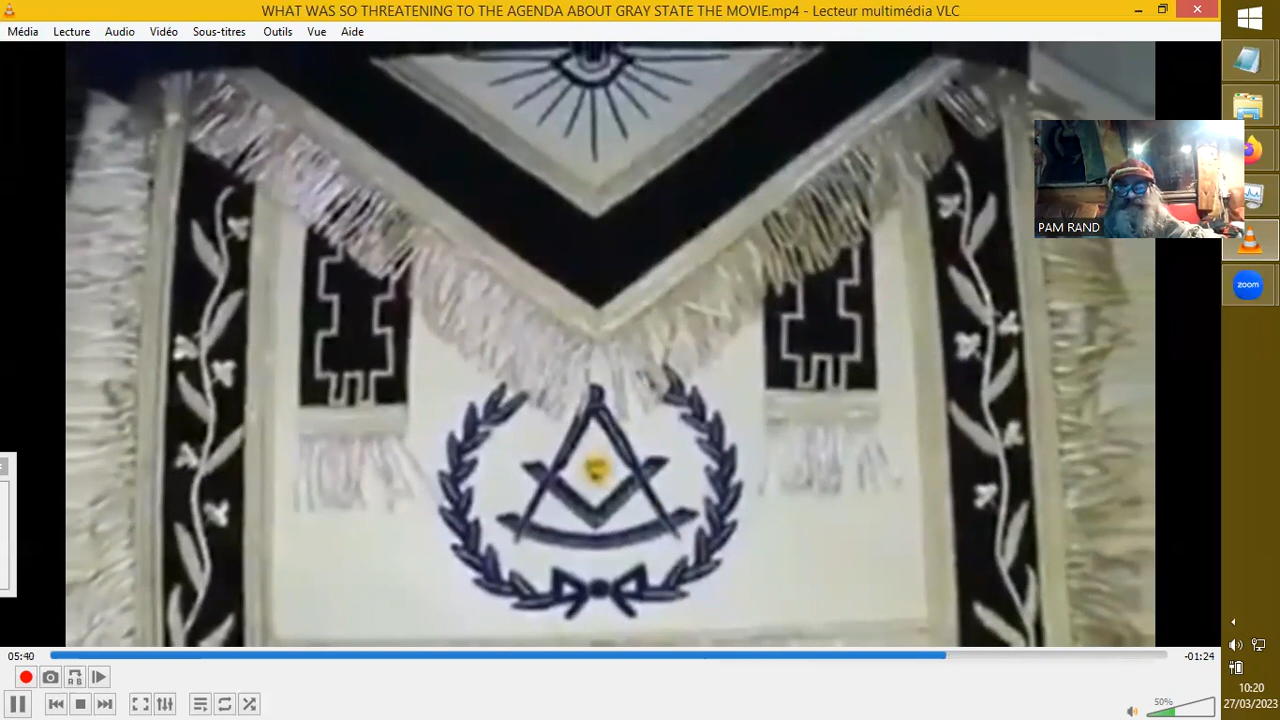 WHAT WAS SO THREATENING TO THE AGENDA ABOUT GRAY STATE THE MOVIE.mp4 - Lecteur multimédia VLC
Média Lecture Audio Vidéo Sous-titres Outils Vue Aide
PAM RAND
zoom
05:40 -01:24
A B
50%
10:20
27/03/2023